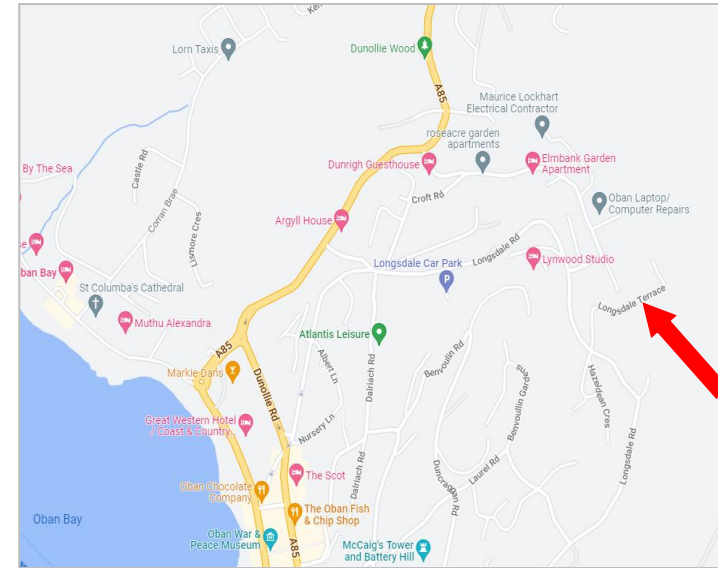 Ken
Lorn Taxis
Dunollie Wood
A85
Maurice Lockhart
Electrical Contractor
roseacre garden
apartments
By The Sea
Castle Rd
Dunrigh Guesthouse
Elmbank Garden
Apartment
Corran Brae
Croft Rd
Oban Laptop/
Computer Repairs
Lismore Cres
Argyll House
Longsdale Rd
se
ban Bay
Longsdale Car Park
Lynwood Studio
St Columba's Cathedral
Longsdale Terrace
Muthu Alexandra
Atlantis Leisure
A85
Albert Ln
Benvoulin Rd
Markie Dans
Dunollie Rd
Dalriach Rd
Benvoullin Gardens
Hazeldean Cres
Great Western Hotel
/ Coast & Country...
Nursery Ln
Longsdale Rd
The Scot
Dalriach Rd
Laurel Rd
Duncraggan Rd
Oban Chocolate
Company
The Oban Fish
& Chip Shop
Oban Bay
Oban War &
Peace Museum
A85
McCaig's Tower
and Battery Hill